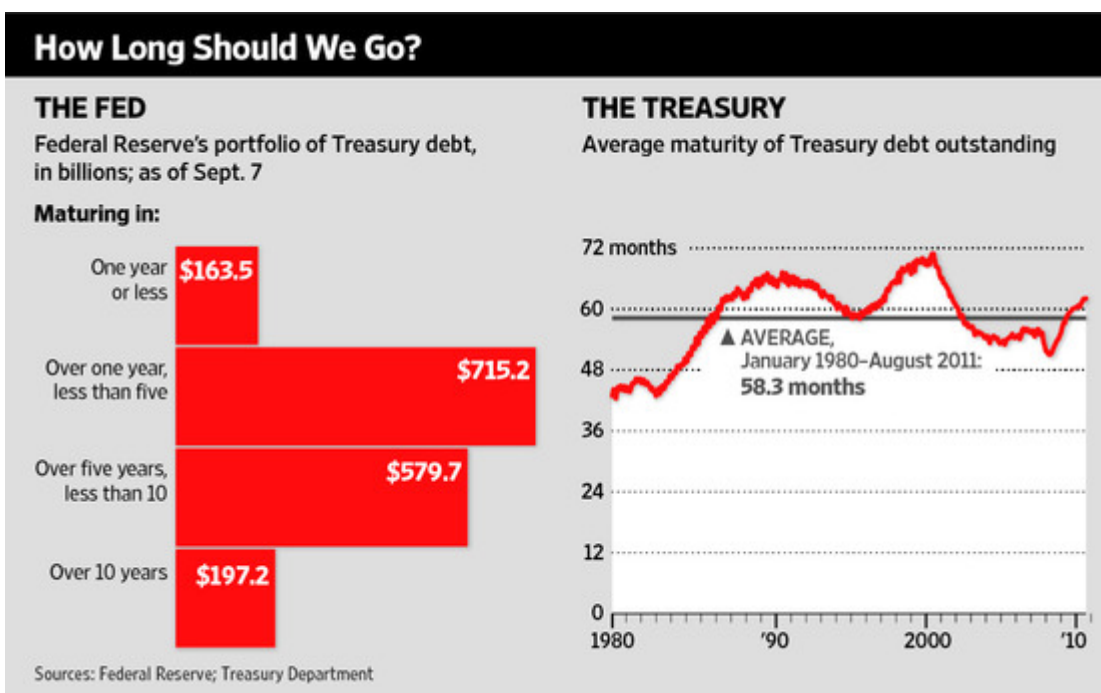 How Long Should We Go?
THE FED
Federal Reserve's portfolio of Treasury debt,
in billions; as of Sept. 7
Maturing in:
One year
or less
$163.5
Over one year,
less than five
$715.2
Over five years,
less than 10
$579.7
Over 10 years
$197.2
THE TREASURY
Average maturity of Treasury debt outstanding
72 months
60
48
36
24
12
0
▲ AVERAGE,
January 1980–August 2011:
58.3 months
1980 '90 2000 '10
Sources: Federal Reserve; Treasury Department